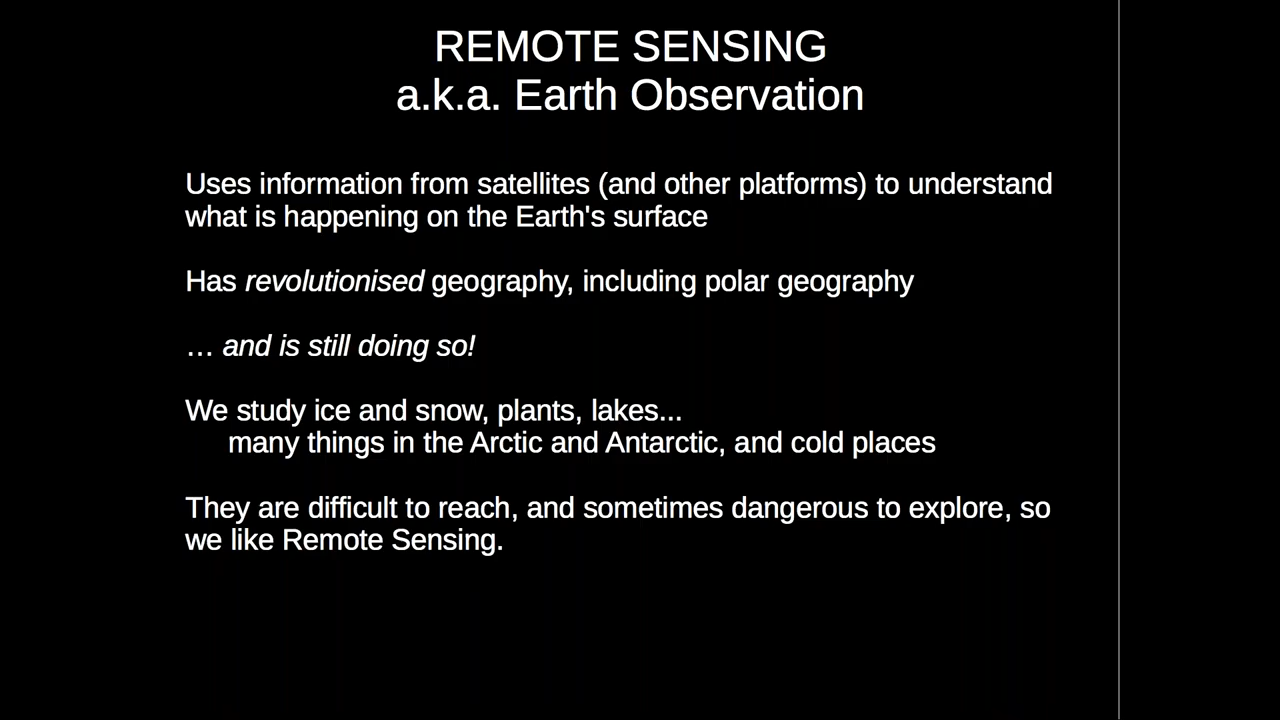 REMOTE SENSING
a.k.a. Earth Observation
Uses information from satellites (and other platforms) to understand
what is happening on the Earth's surface
Has revolutionised geography, including polar geography
… and is still doing so!
We study ice and snow, plants, lakes...
many things in the Arctic and Antarctic, and cold places
They are difficult to reach, and sometimes dangerous to explore, so
we like Remote Sensing.